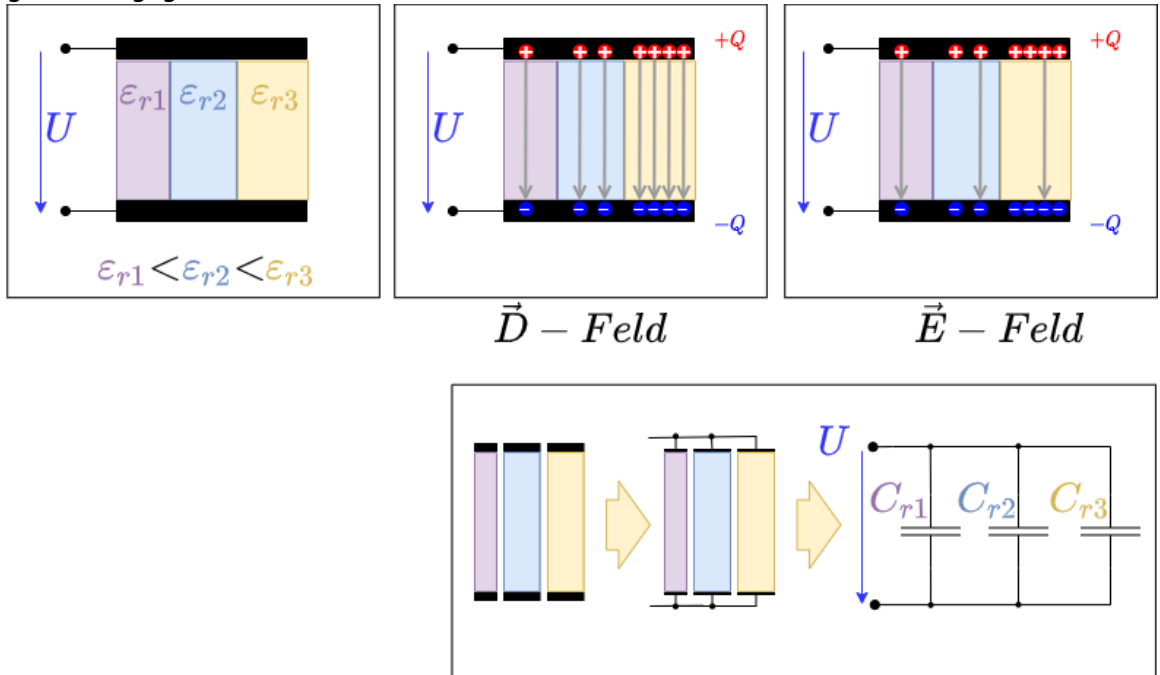 U
εr1 εr2 εr3
εr1<εr2<εr3
U
+Q
−Q
U
+Q
−Q
D⃗ − Feld
E⃗ − Feld
U
Cr1 Cr2 Cr3